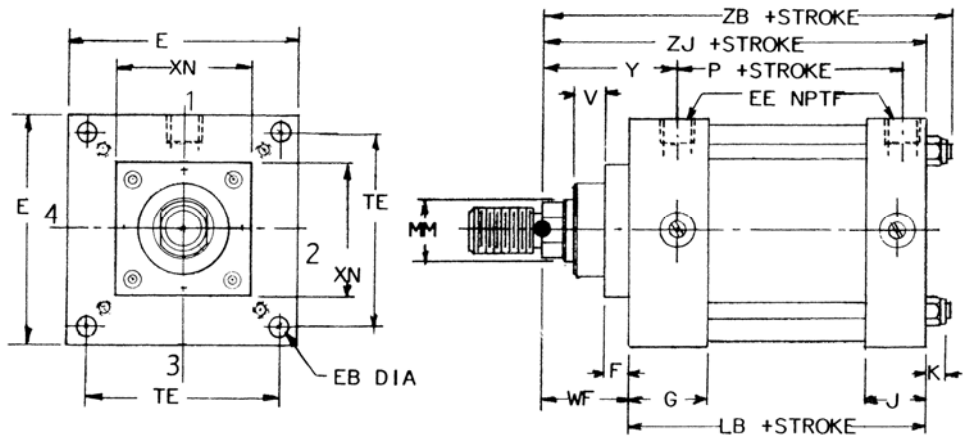 E
XN
1
E
4
TE
2
XN
3
EB DIA
TE
ZB +STROKE
ZJ +STROKE
Y
P +STROKE
V
EE NPTF
MM
F
K
WF
G
J
LB +STROKE